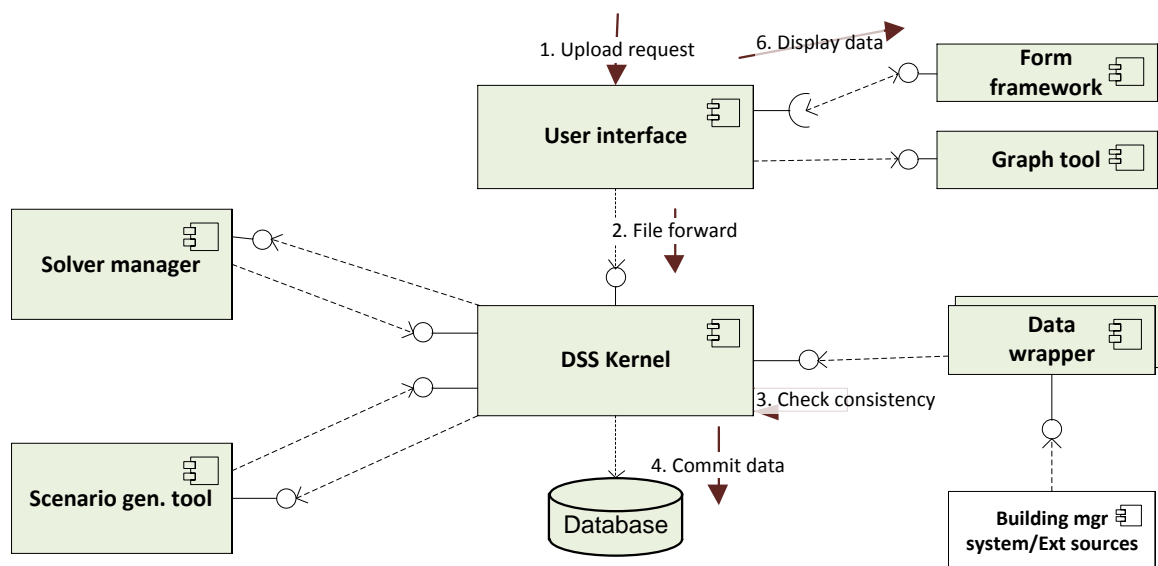 1. Upload request
6. Display data
Form
framework
User interface
Graph tool
2. File forward
Solver manager
Data
wrapper
DSS Kernel
3. Check consistency
4. Commit data
Scenario gen. tool
Database
Building mgr
system/Ext sources